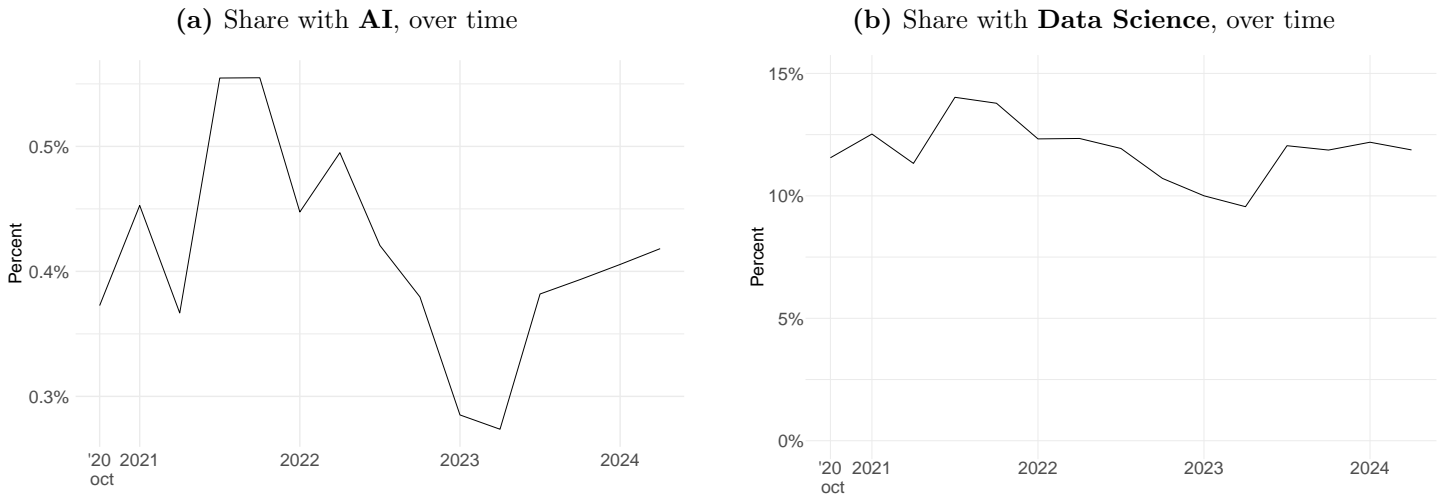 (a) Share with AI, over time
Percent
0.5%
0.4%
0.3%
'20 2021 2022 2023 2024
oct
(b) Share with Data Science, over time
Percent
15%
10%
5%
0%
'20 2021 2022 2023 2024
oct